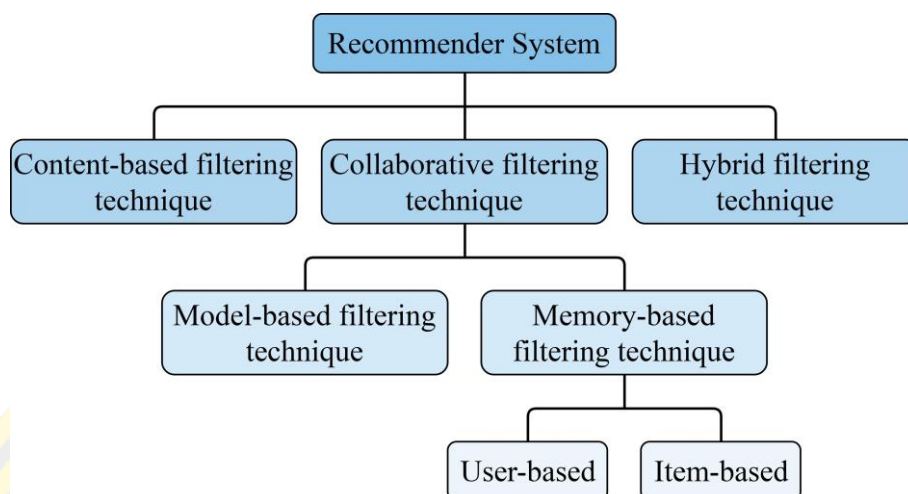 Recommender System
Content-based filtering
technique
Collaborative filtering
technique
Hybrid filtering
technique
Model-based filtering
technique
Memory-based
filtering technique
User-based
Item-based